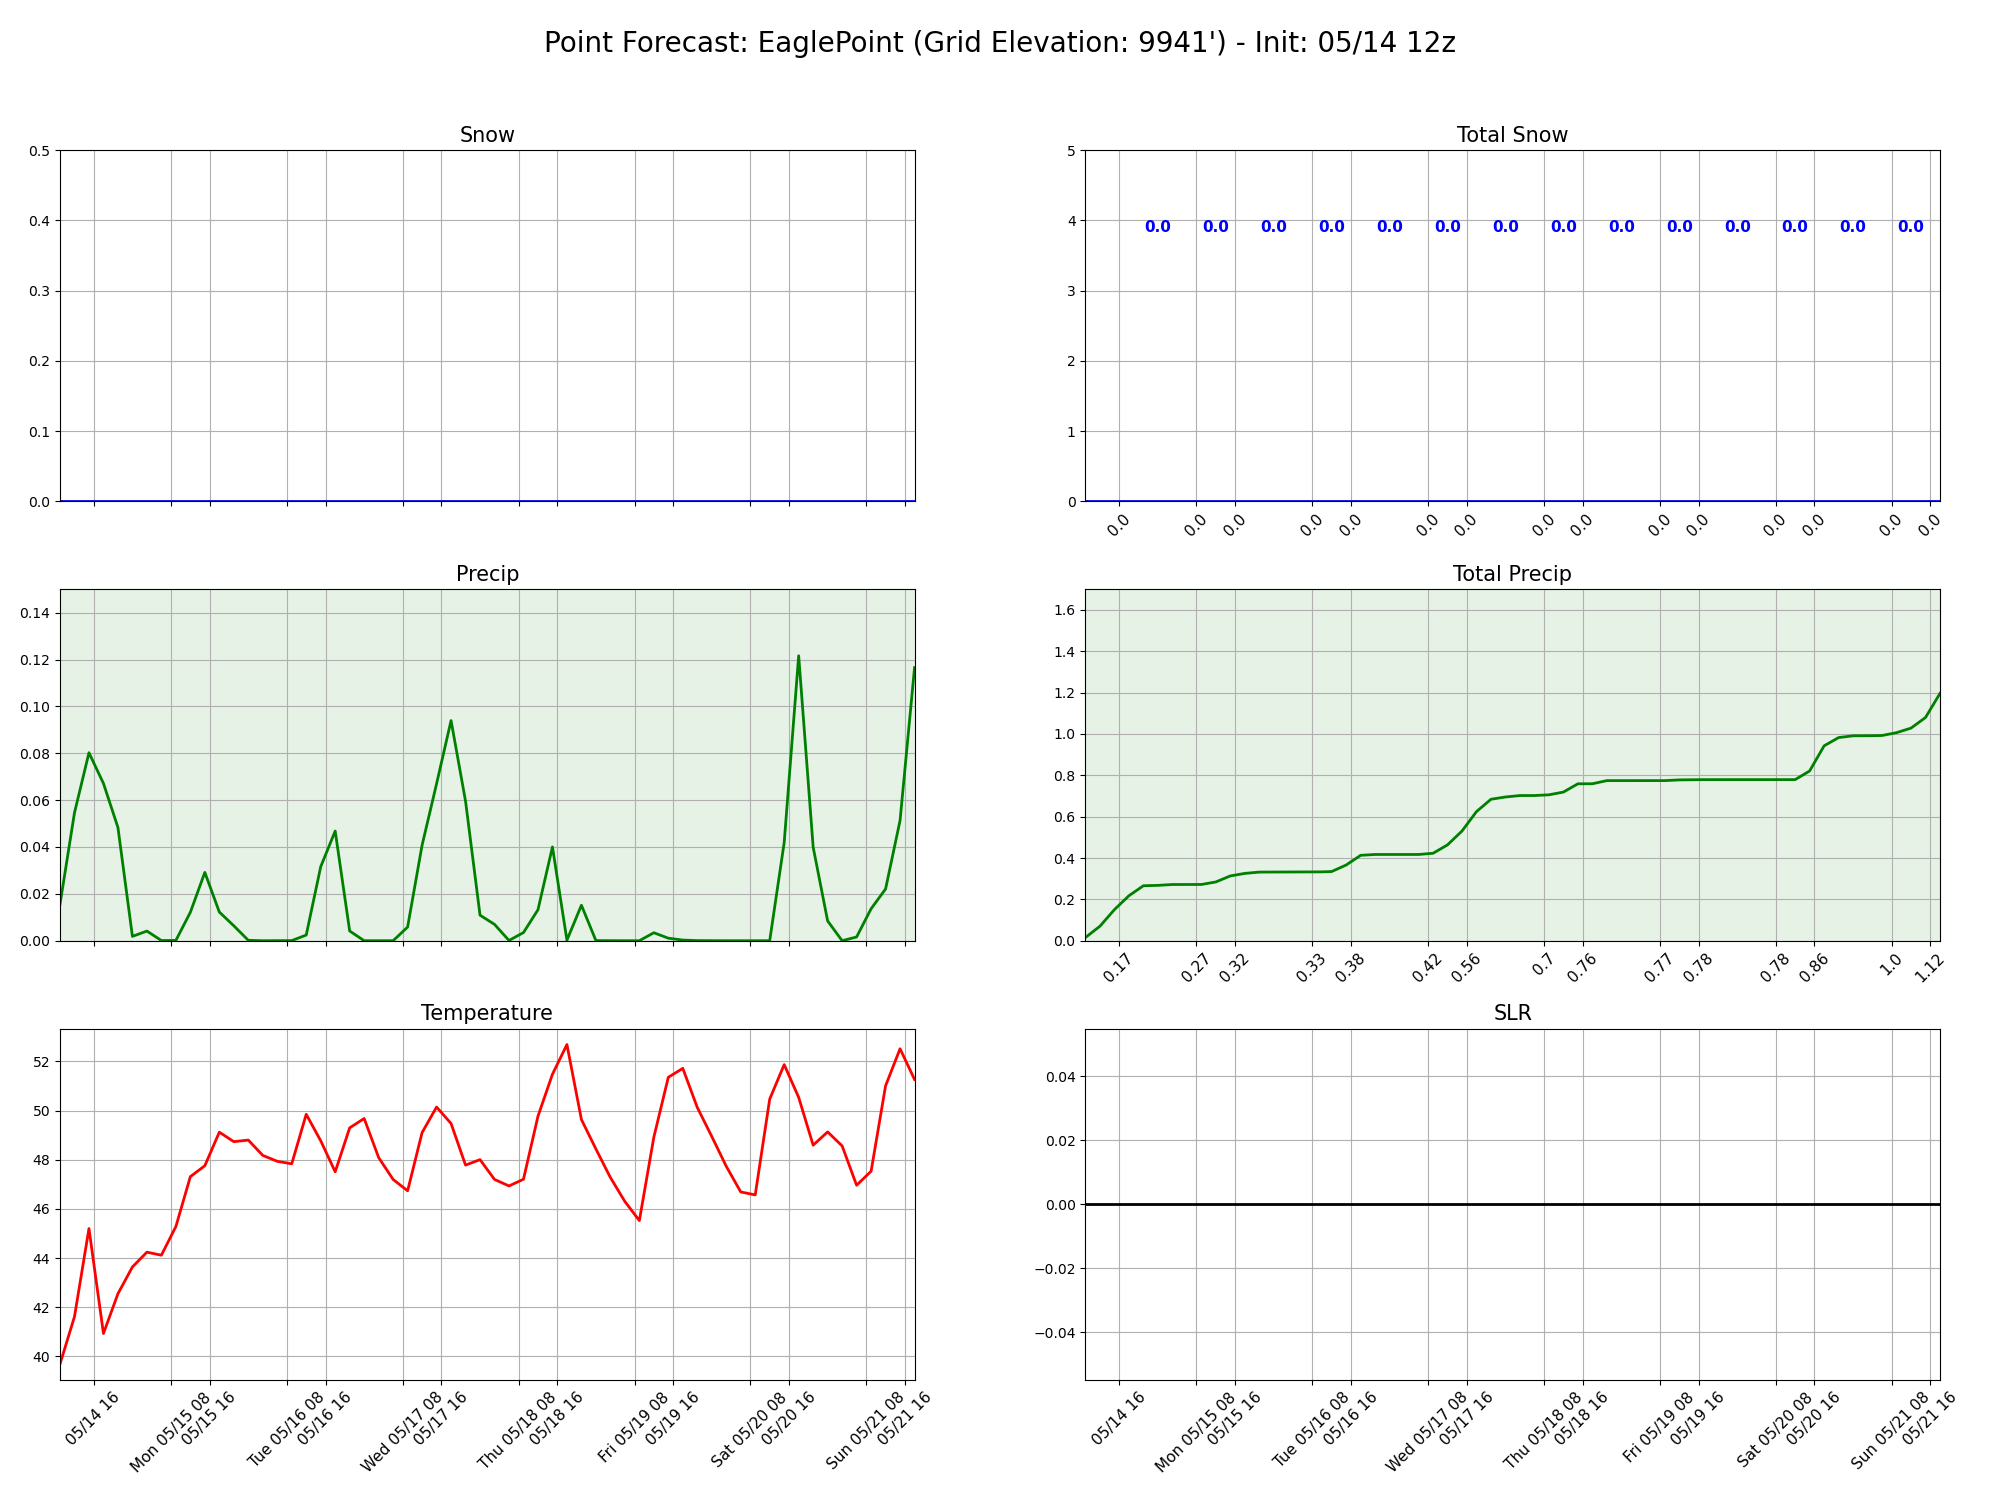 Point Forecast: EaglePoint (Grid Elevation: 9941') - Init: 05/14 12z
Snow
0.5
0.4
0.3
0.2
0.1
0.0
Total Snow
5
4
3
2
1
0
0.0 0.0 0.0 0.0 0.0 0.0 0.0 0.0 0.0 0.0 0.0 0.0 0.0 0.0
0.0 0.0 0.0 0.0 0.0 0.0 0.0 0.0 0.0 0.0 0.0 0.0 0.0 0.0 0.0
Precip
0.14
0.12
0.10
0.08
0.06
0.04
0.02
0.00
Total Precip
1.6
1.4
1.2
1.0
0.8
0.6
0.4
0.2
0.0
0.17 0.27 0.32 0.33 0.38 0.42 0.56 0.7 0.76 0.77 0.78 0.78 0.86 1.0 1.12
Temperature
52
50
48
46
44
42
40
05/14 16
Mon 05/15 08
05/15 16
Tue 05/16 08
05/16 16
Wed 05/17 08
05/17 16
Thu 05/18 08
05/18 16
Fri 05/19 08
05/19 16
Sat 05/20 08
05/20 16
Sun 05/21 08
05/21 16
SLR
0.04
0.02
0.00
−0.02
−0.04
05/14 16
Mon 05/15 08
05/15 16
Tue 05/16 08
05/16 16
Wed 05/17 08
05/17 16
Thu 05/18 08
05/18 16
Fri 05/19 08
05/19 16
Sat 05/20 08
05/20 16
Sun 05/21 08
05/21 16